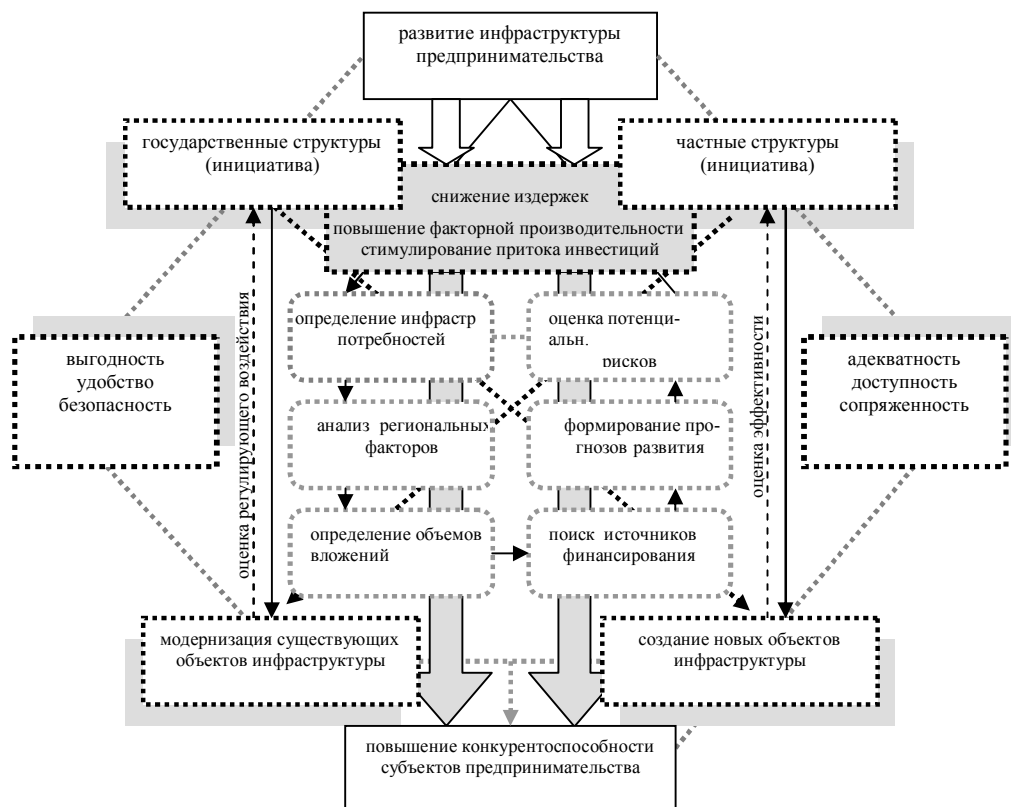 развитие инфраструктуры
предпринимательства
государственные структуры
(инициатива)
частные структуры
(инициатива)
снижение издержек
повышение факторной производительности
стимулирование притока инвестиций
определение инфрастр
потребностей
оценка потенци-
альн.
рисков
выгодность
удобство
безопасность
оценка регулирующего воздействия
оценка эффективности
адекватность
доступность
сопряженность
анализ региональных
факторов
формирование про-
гнозов развития
определение объемов
вложений
поиск источников
финансирования
модернизация существующих
объектов инфраструктуры
создание новых объектов
инфраструктуры
повышение конкурентоспособности
субъектов предпринимательства